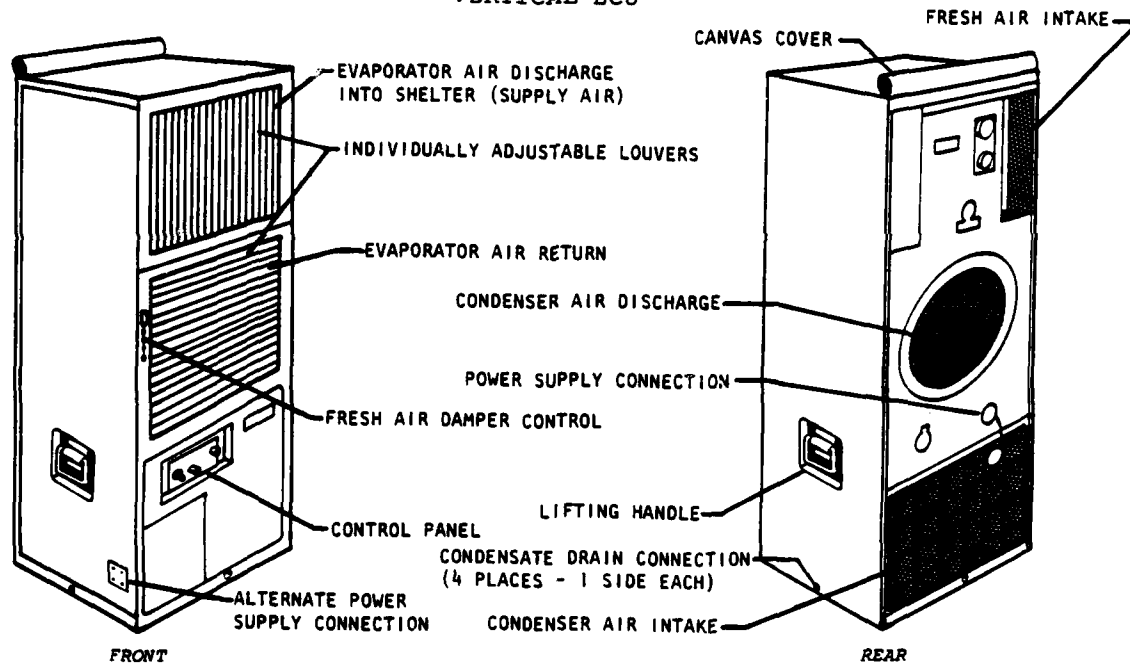 VERTICAL ECU
FRESH AIR INTAKE
CANVAS COVER
EVAPORATOR AIR DISCHARGE
INTO SHELTER (SUPPLY AIR)
INDIVIDUALLY ADJUSTABLE LOUVERS
EVAPORATOR AIR RETURN
CONDENSER AIR DISCHARGE
POWER SUPPLY CONNECTION
FRESH AIR DAMPER CONTROL
LIFTING HANDLE
CONTROL PANEL
CONDENSATE DRAIN CONNECTION
(4 PLACES - 1 SIDE EACH)
ALTERNATE POWER
SUPPLY CONNECTION
CONDENSER AIR INTAKE
FRONT
REAR